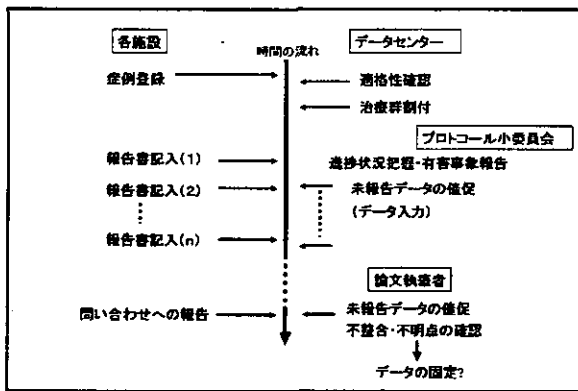 各施設
データセンター
時間の流れ
症例登録
適格性確認
治療群割付
プロトコール小委員会
報告書記入(1)
進捗状況把握・有害事象報告
報告書記入(2)
未報告データの催促
(データ入力)
報告書記入(n)
論文執筆者
問い合わせへの報告
未報告データの催促
不整合・不明点の確認
データの固定?